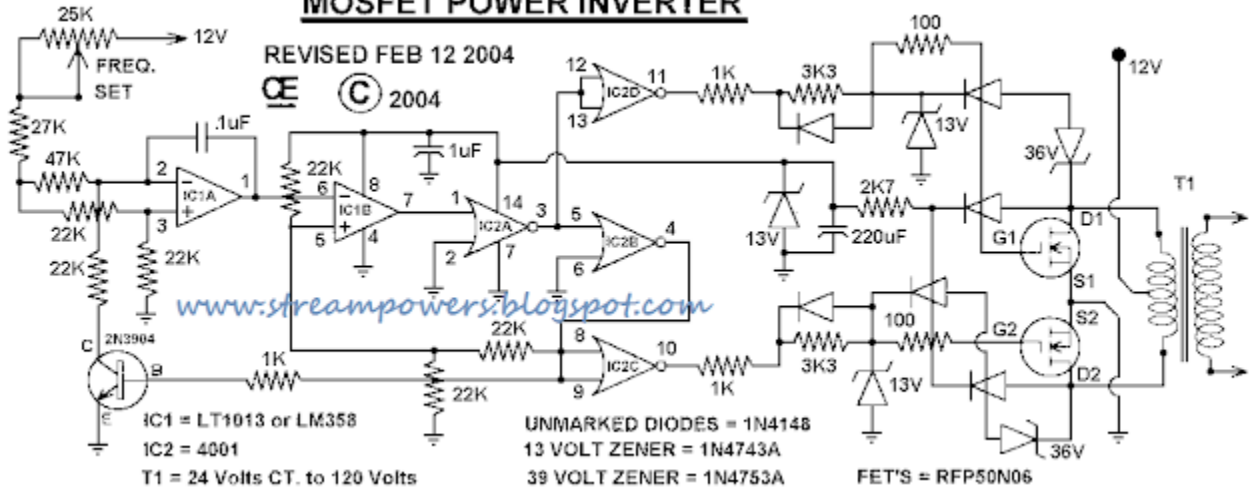 MOSFET POWER INVERTER
25K
12V
FREQ.
SET
REVISED FEB 12 2004
C 2004
27K
47K
.1uF
2
1
IC1A
3
22K
22K
22K
22K
6
8
IC1B
7
5
4
1uF
1
14
IC2A
3
2
7
12
11
IC2D
13
1K
3K3
100
13V
36V
12V
T1
5
4
IC2B
6
13V
220uF
2K7
G1
D1
S1
www.streampowers.blogspot.com
2N3904
C
B
E
1K
22K
22K
8
10
IC2C
9
1K
3K3
100
13V
G2
S2
D2
36V
IC1 = LT1013 or LM358
IC2 = 4001
T1 = 24 Volts CT. to 120 Volts
UNMARKED DIODES = 1N4148
13 VOLT ZENER = 1N4743A
39 VOLT ZENER = 1N4753A
FET'S = RFP50N06